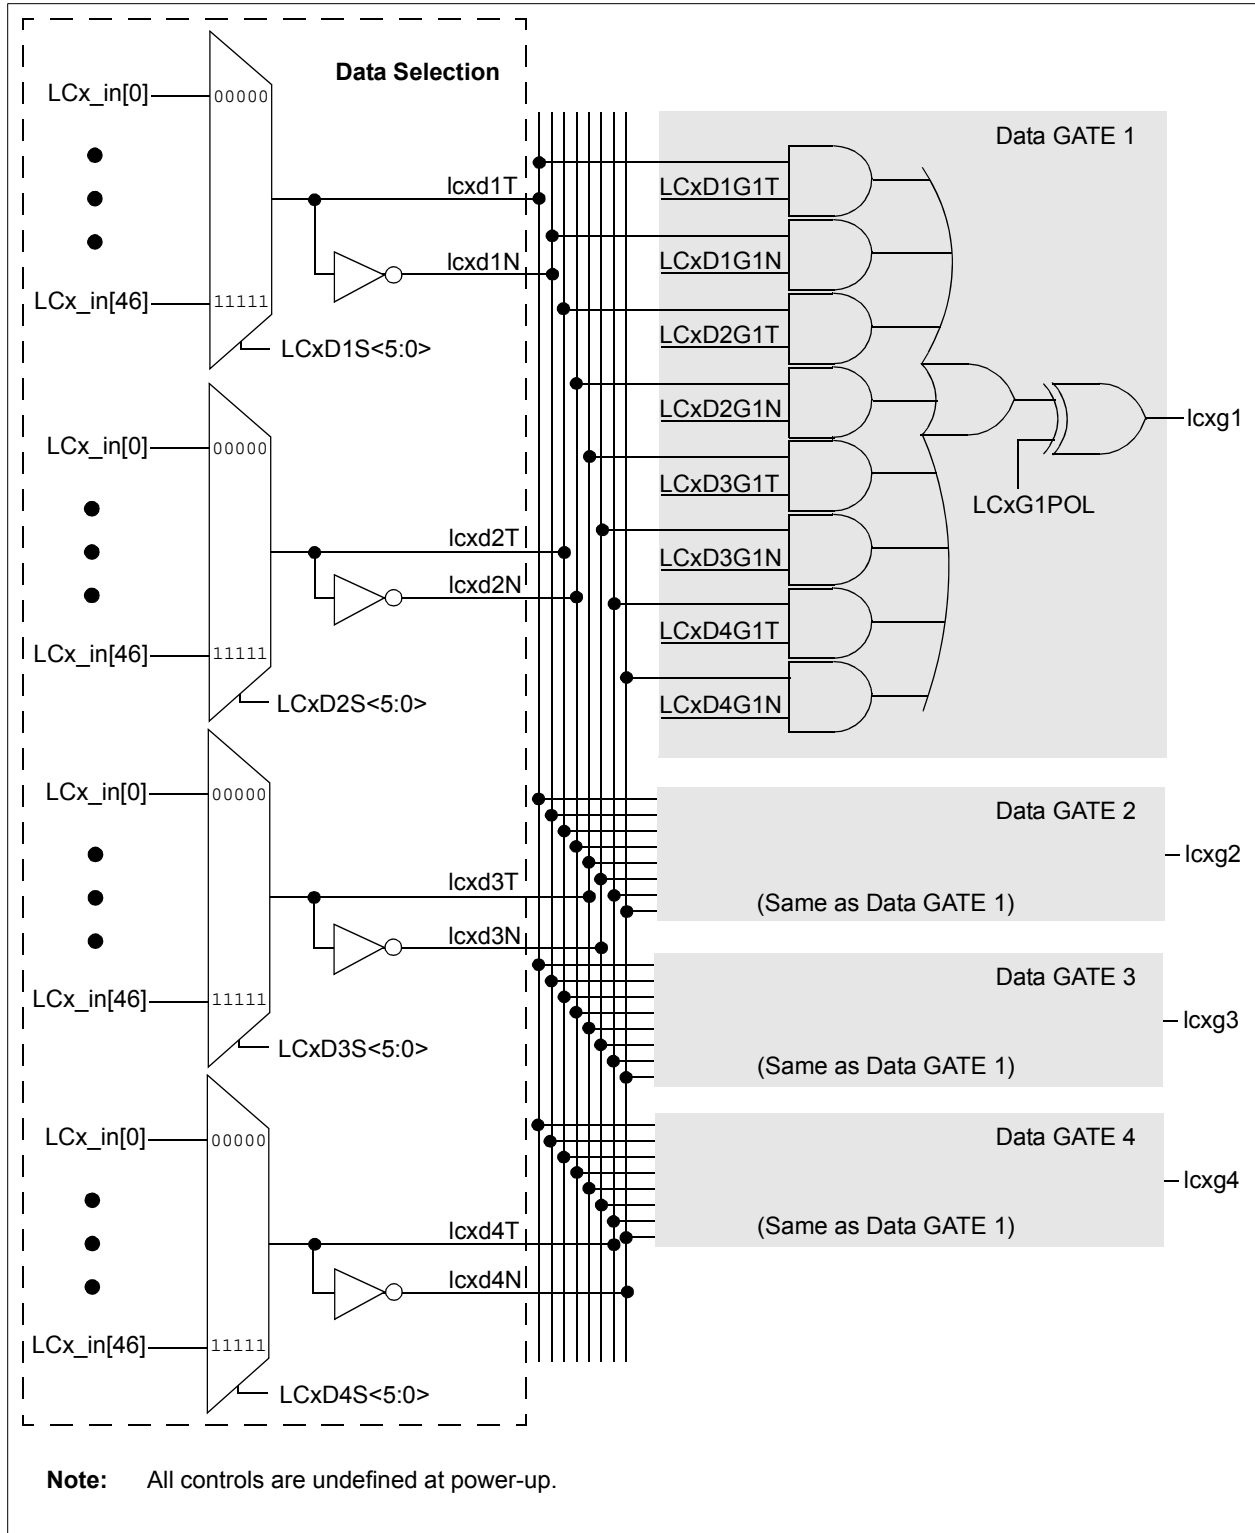 Data Selection
LCx_in[0]
00000
LCx_in[46]
11111
LCxD1S<5:0>
lcxd1T
lcxd1N
LCx_in[0]
00000
LCx_in[46]
11111
LCxD2S<5:0>
lcxd2T
lcxd2N
LCx_in[0]
00000
LCx_in[46]
11111
LCxD3S<5:0>
lcxd3T
lcxd3N
LCx_in[0]
00000
LCx_in[46]
11111
LCxD4S<5:0>
lcxd4T
lcxd4N
Data GATE 1
LCxD1G1T
LCxD1G1N
LCxD2G1T
LCxD2G1N
LCxD3G1T
LCxD3G1N
LCxD4G1T
LCxD4G1N
LCxG1POL
lcxg1
Data GATE 2
(Same as Data GATE 1)
lcxg2
Data GATE 3
(Same as Data GATE 1)
lcxg3
Data GATE 4
(Same as Data GATE 1)
lcxg4
Note: All controls are undefined at power-up.